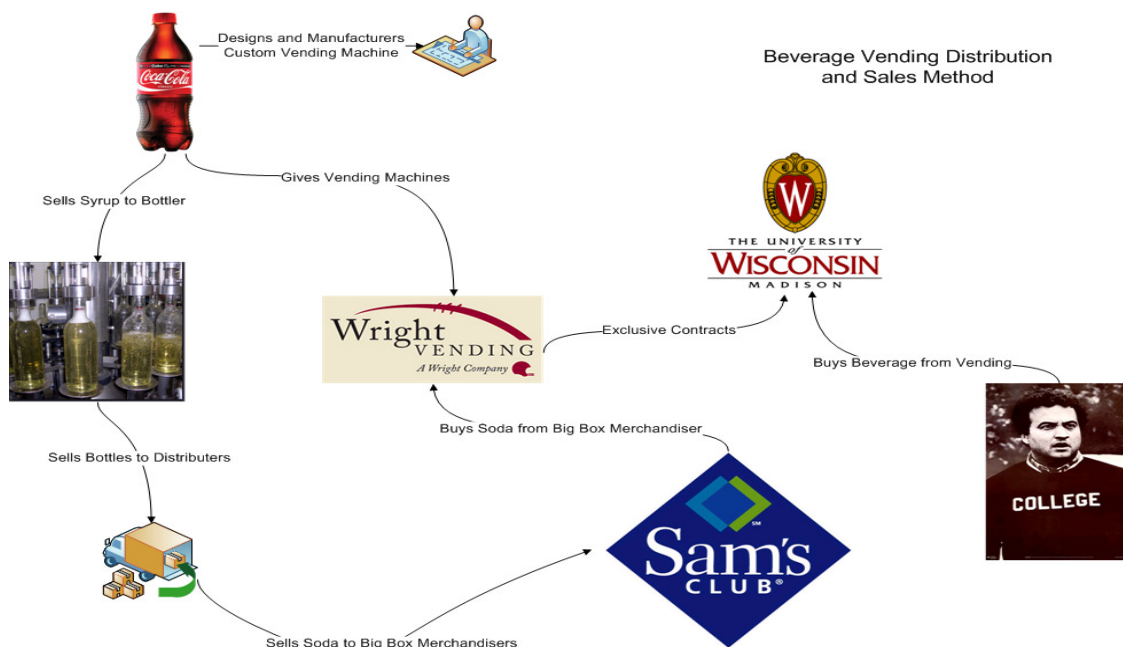 Designs and Manufacturers
Custom Vending Machine
Beverage Vending Distribution
and Sales Method
Coca-Cola
Gives Vending Machines
Sells Syrup to Bottler
W
THE UNIVERSITY
of
WISCONSIN
MADISON
Wright
VENDING
A Wright Company
Exclusive Contracts
Buys Beverage from Vending
Buys Soda from Big Box Merchandiser
Sells Bottles to Distributers
COLLEGE
SM
Sam's
CLUB®
Sells Soda to Big Box Merchandisers